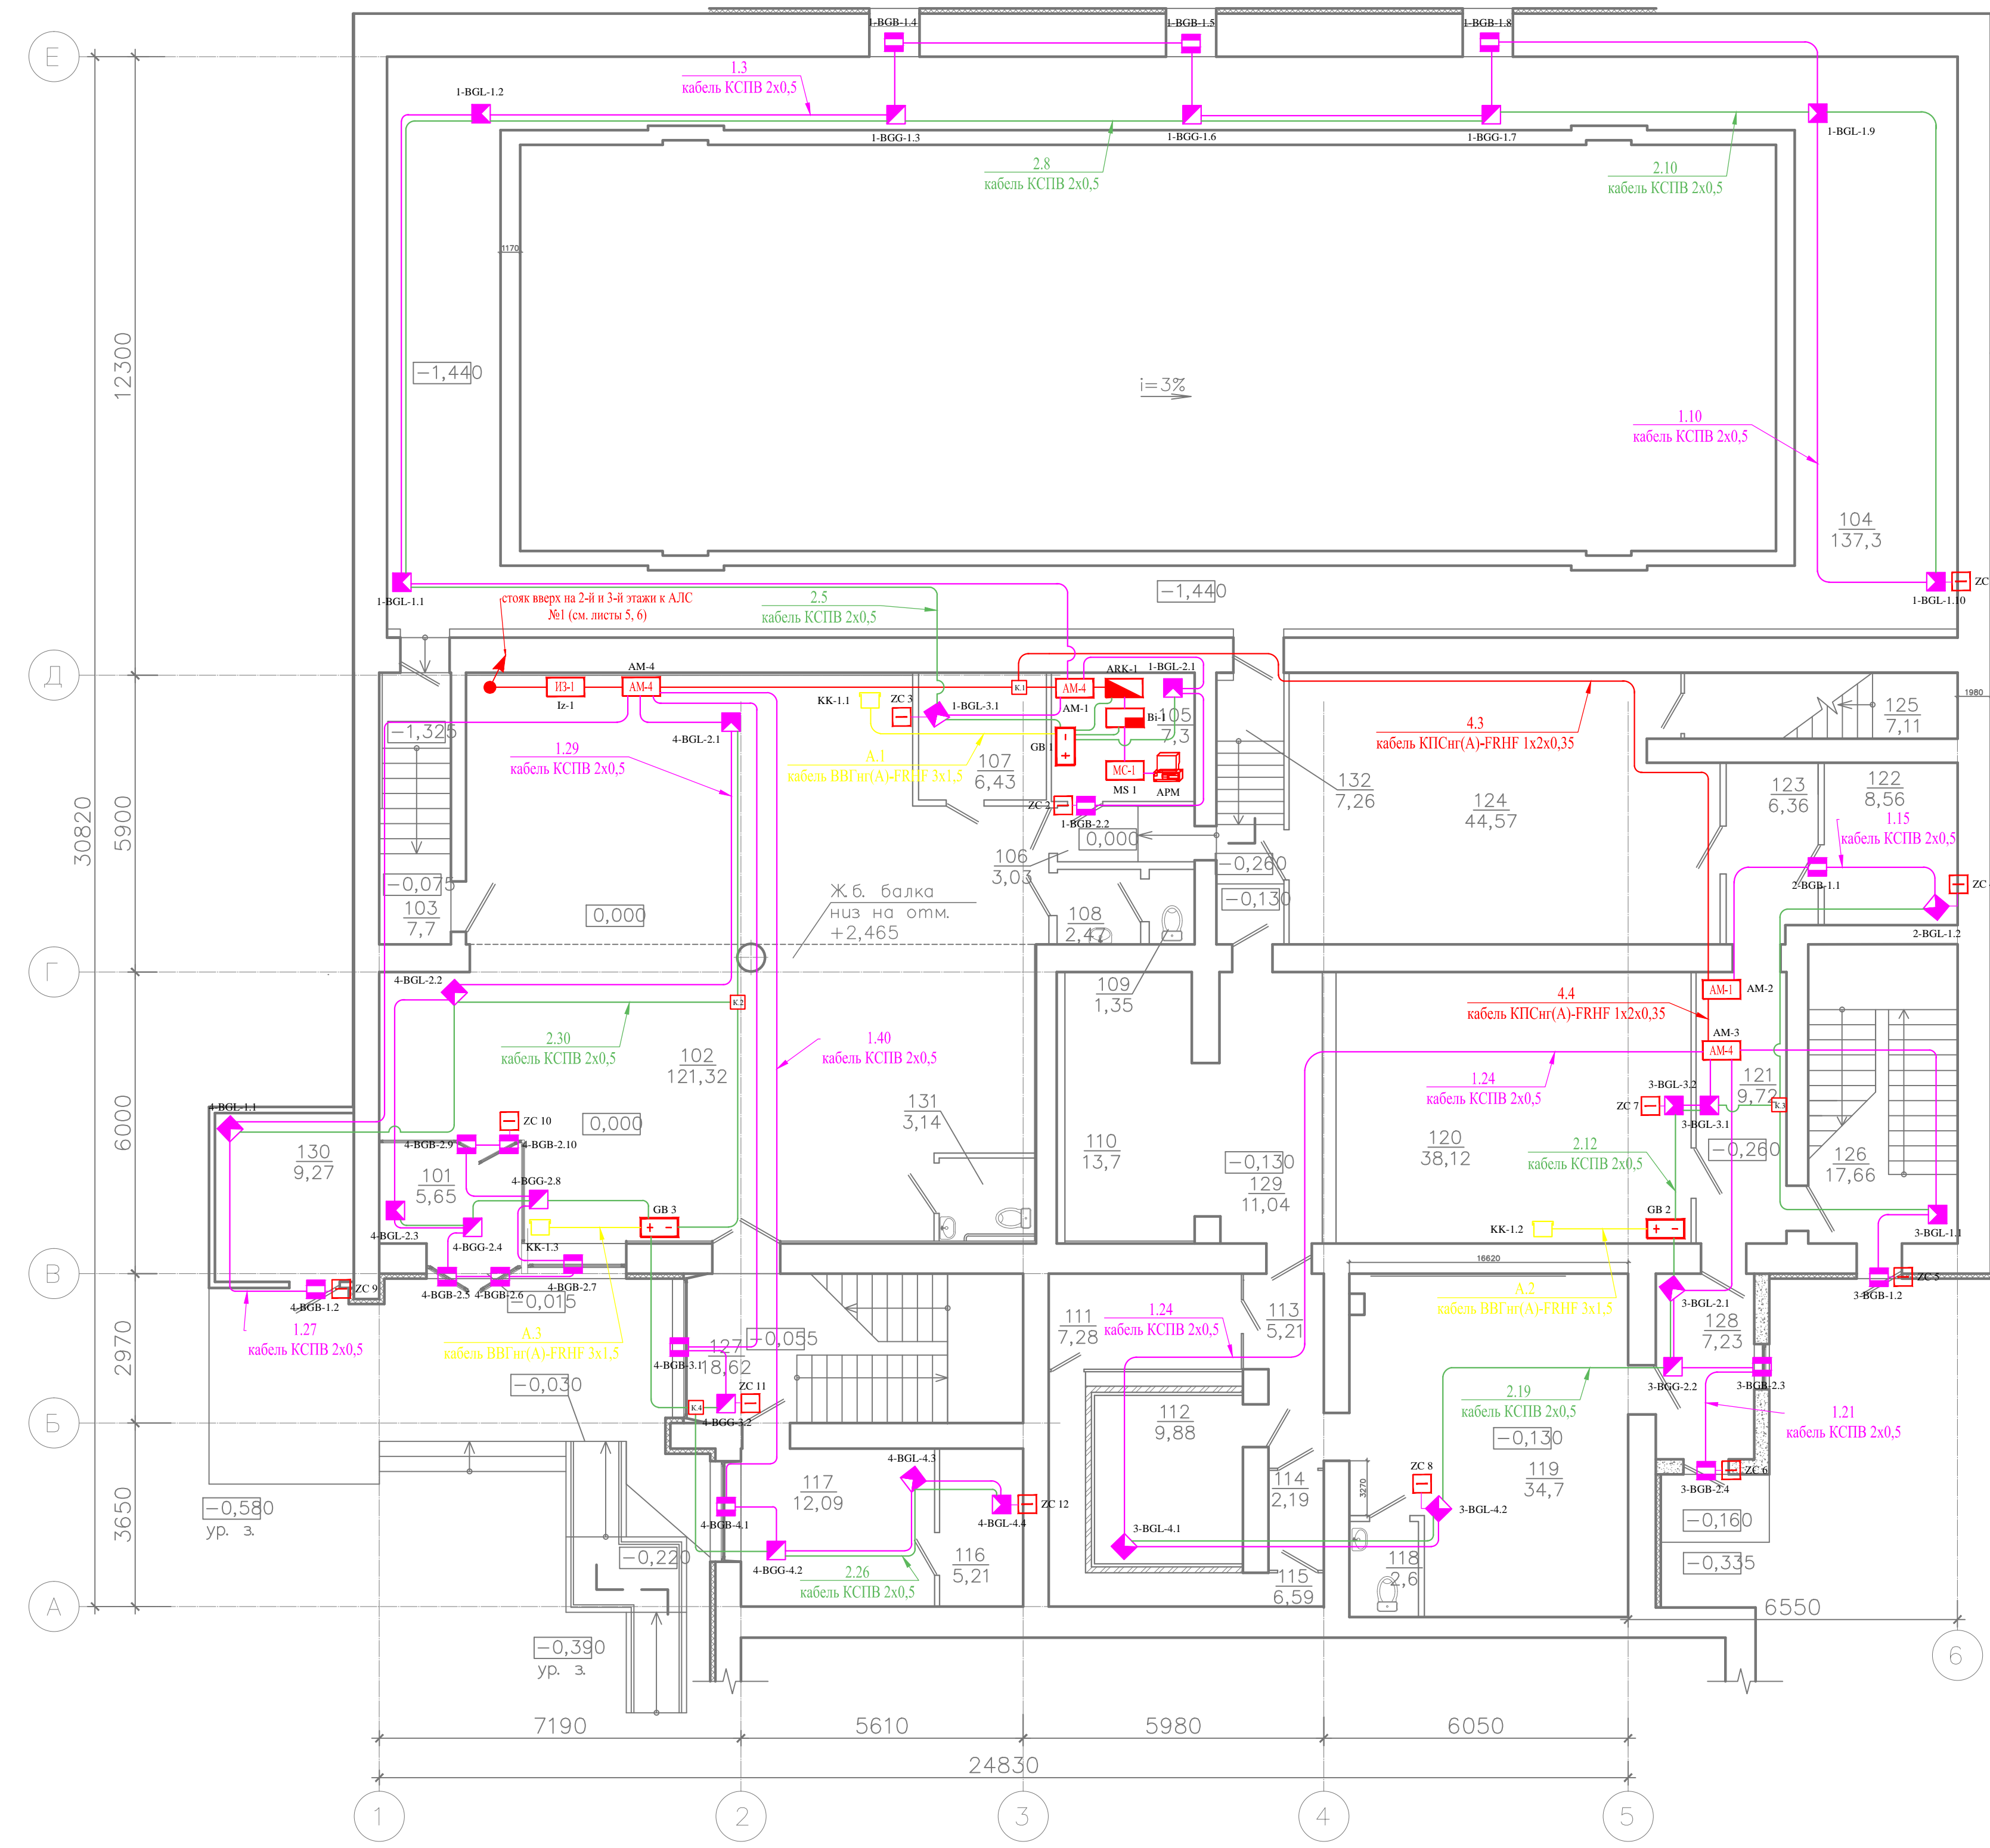 1-BGB-1.4
1-BGB-1.5
1-BGB-1.8
Е
1.3
кабель КСПВ 2х0,5
1-BGL-1.2
1-BGG-1.3
1-BGG-1.6
1-BGG-1.7
1-BGL-1.9
2.8
кабель КСПВ 2х0,5
2.10
кабель КСПВ 2х0,5
1170
12300
-1,440
i=3%
1.10
кабель КСПВ 2х0,5
104
137,3
1-BGL-1.1
стояк вверх на 2-й и 3-й этажи к АЛС
№1 (см. листы 5, 6)
2.5
кабель КСПВ 2х0,5
-1,440
ZC
1-BGL-1.10
Д
AM-4
ИЗ-1
АМ-4
Iz-1
KK-1.1
ZC 3
1-BGL-3.1
К.1
АМ-4
AM-1
ARK-1
1-BGL-2.1
Bi-1
105
7,3
GB 1
МС-1
MS 1
АРМ
4-BGL-2.1
-1,325
1.29
кабель КСПВ 2х0,5
А.1
кабель ВВГнг(А)-FRHF 3х1,5
107
6,43
ZC 2
1-BGB-2.2
4.3
кабель КПСнг(А)-FRHF 1х2х0,35
1980
125
7,11
132
7,26
124
44,57
123
6,36
122
8,56
1.15
кабель КСПВ 2х0,5
30820
5900
0,000
106
3,03
-0,260
-0,130
2-BGB-1.1
ZC
2-BGL-1.2
-0,075
103
7,7
0,000
Ж.б. балка
низ на отм.
+2,465
108
2,47
109
1,35
Г
4-BGL-2.2
К.2
2.30
кабель КСПВ 2х0,5
102
121,32
1.40
кабель КСПВ 2х0,5
АМ-1
AM-2
4.4
кабель КПСнг(А)-FRHF 1х2х0,35
AM-3
АМ-4
1.24
кабель КСПВ 2х0,5
3-BGL-3.2
ZC 7
3-BGL-3.1
121
9,72
К.3
6000
4-BGL-1.1
130
9,27
ZC 10
4-BGB-2.9
4-BGB-2.10
0,000
131
3,14
110
13,7
-0,130
129
11,04
120
38,12
2.12
кабель КСПВ 2х0,5
-0,260
126
17,66
101
5,65
4-BGG-2.8
4-BGL-2.3
4-BGG-2.4
KK-1.3
GB 3
KK-1.2
GB 2
3-BGL-1.1
В
16620
ZC 9
4-BGB-1.2
4-BGB-2.5
4-BGB-2.6
4-BGB-2.7
-0,015
ZC 5
3-BGB-1.2
1.27
кабель КСПВ 2х0,5
А.3
кабель ВВГнг(А)-FRHF 3х1,5
2970
-0,055
127
18,62
4-BGB-3.1
111
7,28
1.24
кабель КСПВ 2х0,5
113
5,21
А.2
кабель ВВГнг(А)-FRHF 3х1,5
3-BGL-2.1
128
7,23
3-BGG-2.2
3-BGB-2.3
-0,030
ZC 11
К.4
4-BGG-3.2
2.19
кабель КСПВ 2х0,5
Б
112
9,88
-0,130
1.21
кабель КСПВ 2х0,5
4-BGL-4.3
117
12,09
114
2,19
ZC 8
3270
119
34,7
ZC 6
3-BGB-2.4
3650
-0,580
ур. з.
4-BGB-4.1
ZC 12
4-BGL-4.4
3-BGL-4.1
3-BGL-4.2
-0,160
-0,220
4-BGG-4.2
116
5,21
2.26
кабель КСПВ 2х0,5
118
2,6
115
6,59
-0,335
А
6550
-0,390
ур. з.
6
7190
5610
5980
6050
24830
1
2
3
4
5